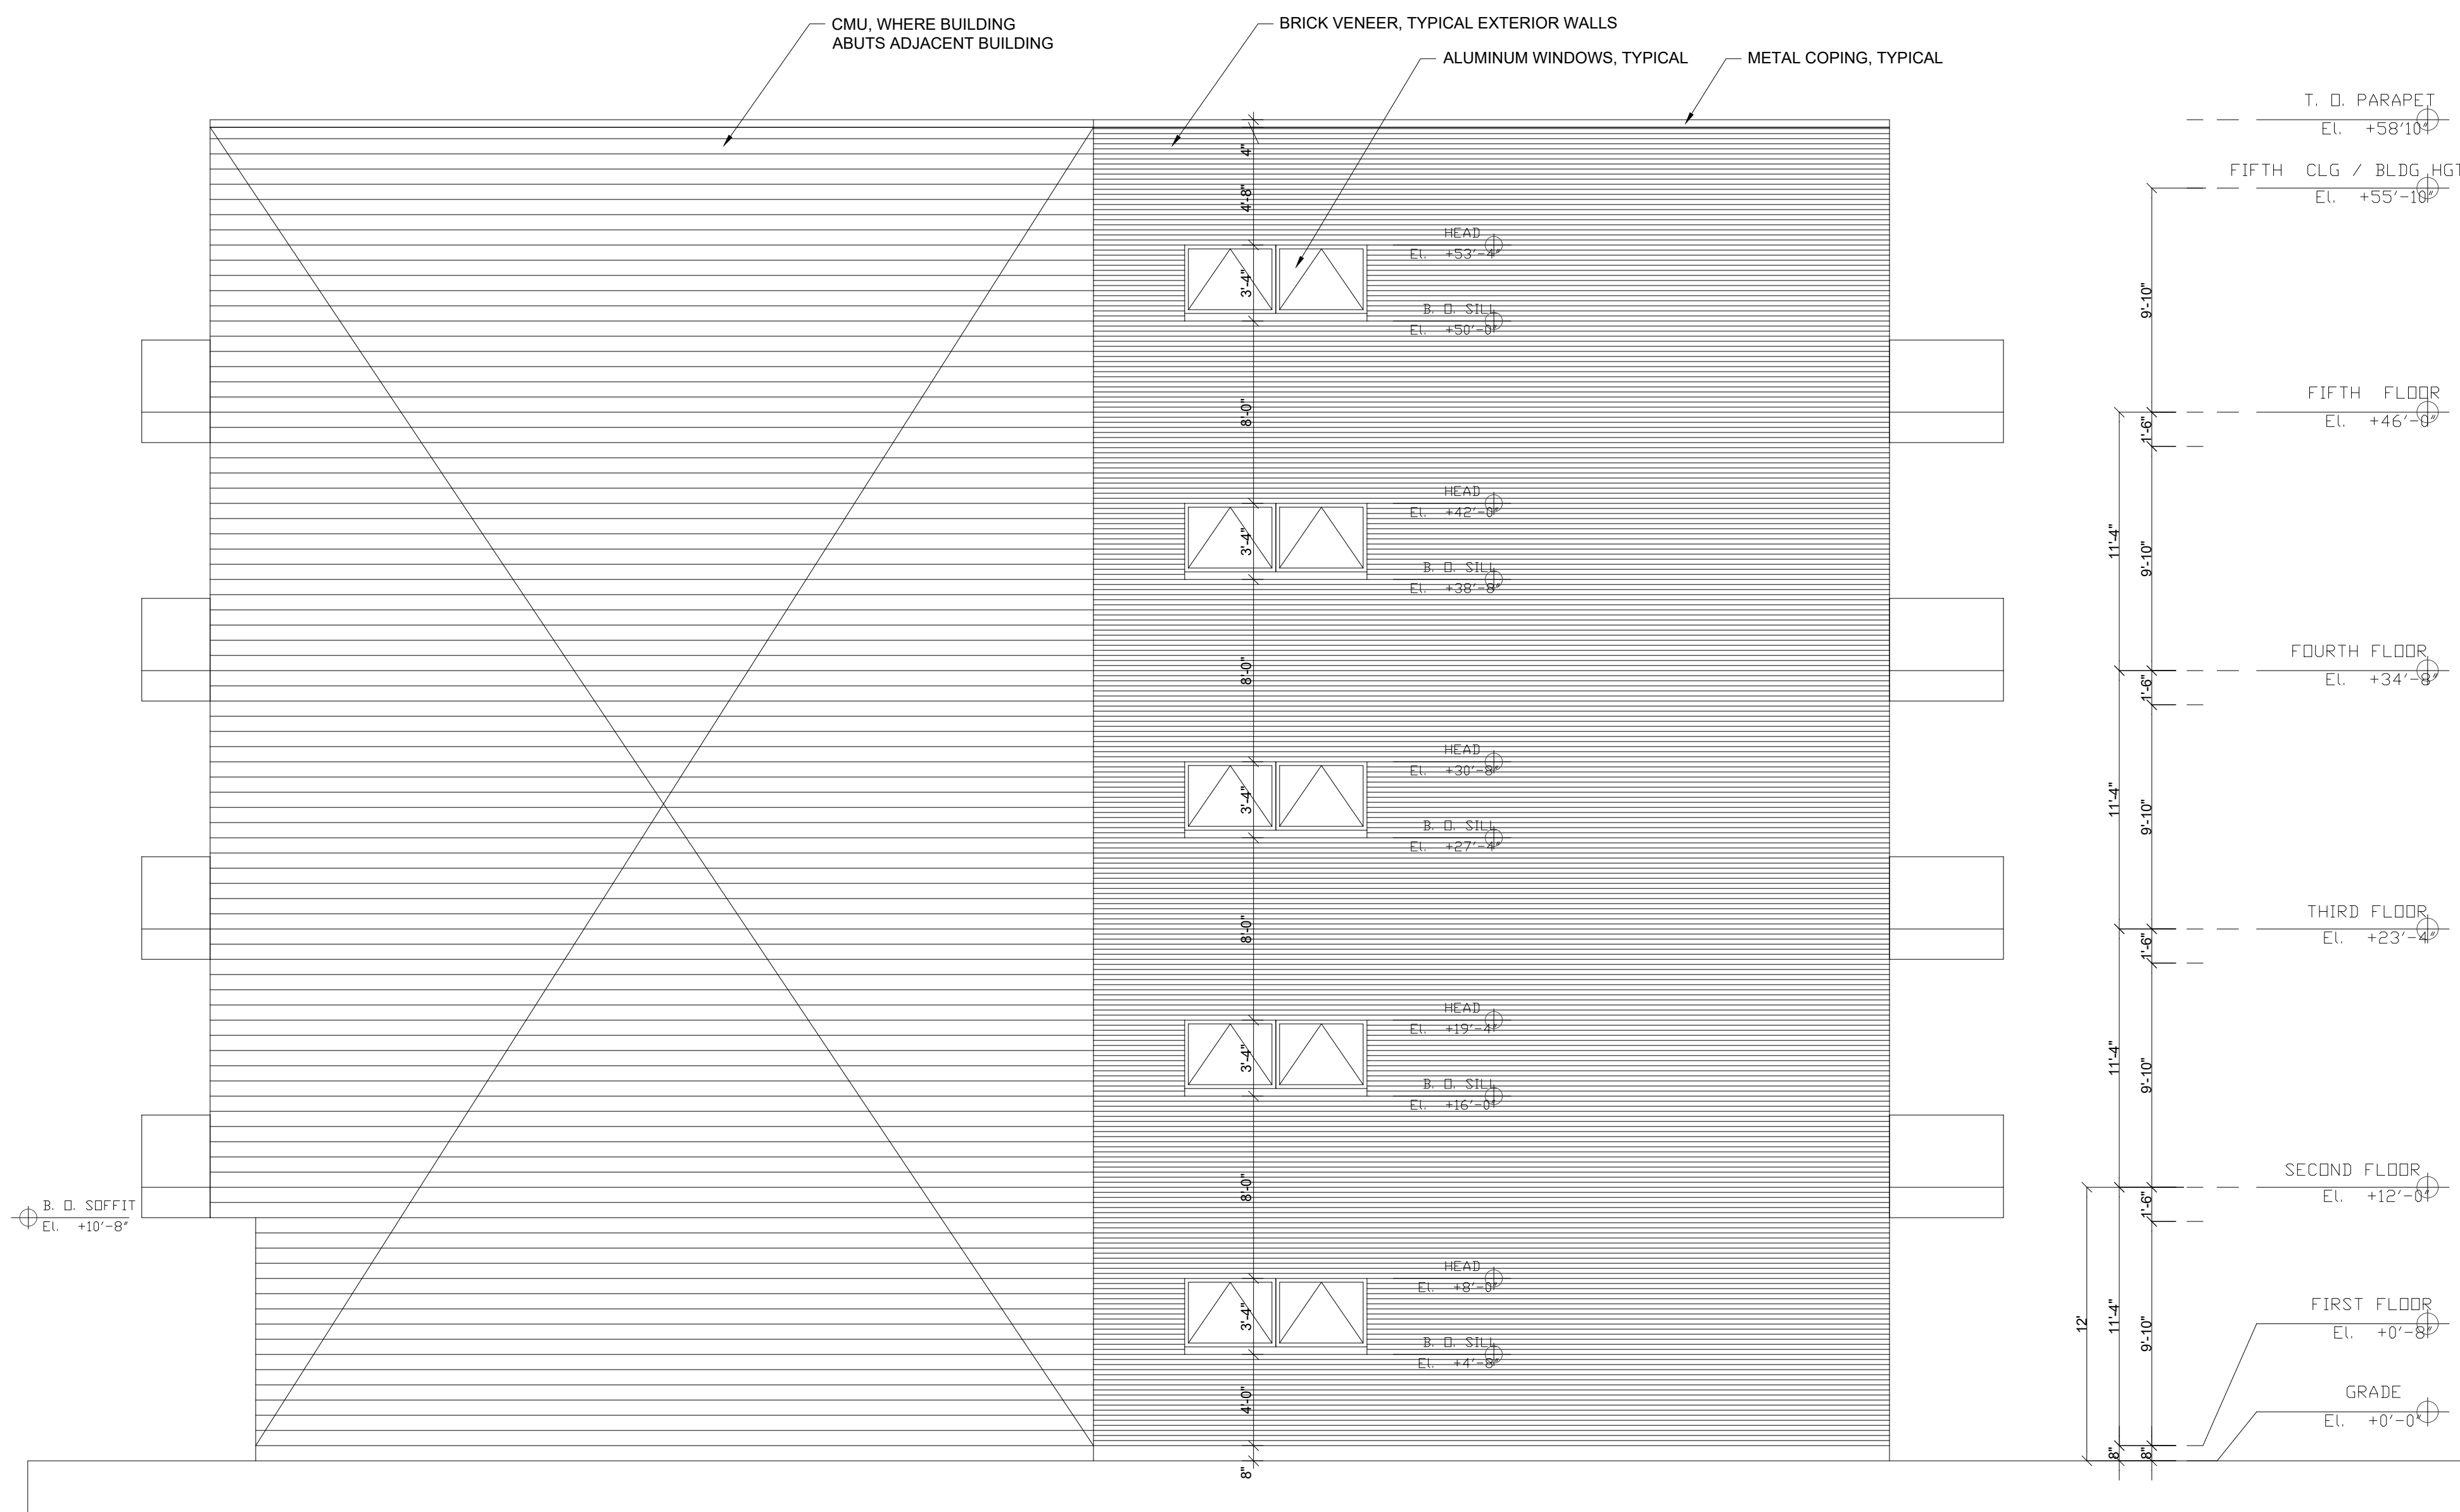 CMU, WHERE BUILDING
ABUTS ADJACENT BUILDING
BRICK VENEER, TYPICAL EXTERIOR WALLS
ALUMINUM WINDOWS, TYPICAL
METAL COPING, TYPICAL
T. O. PARAPET
El. +58'10"
FIFTH CLG / BLDG HGT
El. +55'-10"
FIFTH FLOOR
El. +46'-0"
FOURTH FLOOR
El. +34'-8"
THIRD FLOOR
El. +23'-4"
SECOND FLOOR
El. +12'-0"
FIRST FLOOR
El. +0'-8"
GRADE
El. +0'-0"
B. O. SOFFIT
El. +10'-8"
HEAD
El. +53'-4"
B. O. SILL
El. +50'-0"
HEAD
El. +42'-0"
B. O. SILL
El. +38'-8"
HEAD
El. +30'-8"
B. O. SILL
El. +27'-4"
HEAD
El. +19'-4"
B. O. SILL
El. +16'-0"
HEAD
El. +8'-0"
B. O. SILL
El. +4'-8"
4"
4'-8"
3'-4"
8'-0"
3'-4"
8'-0"
3'-4"
8'-0"
3'-4"
8'-0"
3'-4"
4'-0"
8"
12'
11'-4"
11'-4"
11'-4"
11'-4"
8"
9'-10"
1'-6"
9'-10"
1'-6"
9'-10"
1'-6"
9'-10"
1'-6"
9'-10"
8"